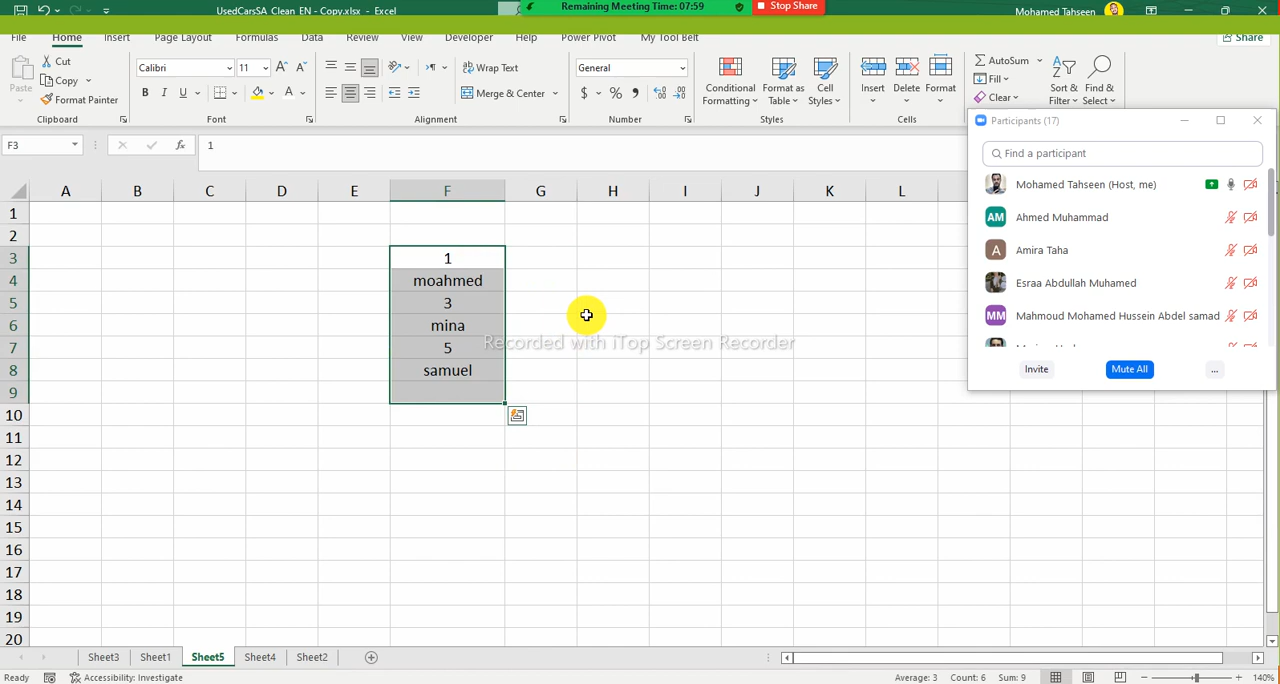 UsedCarsSA_Clean_EN - Copy.xlsx - Excel
Remaining Meeting Time: 07:59
Stop Share
Mohamed Tahseen
File Home Insert Page Layout Formulas Data Review View Developer Help Power Pivot My Tool Belt
Share
Paste
Cut
Copy
Format Painter
Clipboard
Calibri 11
B I U
Font
Wrap Text
Merge & Center
Alignment
General
$ % ,
Number
Conditional Formatting
Format as Table
Cell Styles
Styles
Insert Delete Format
Cells
AutoSum
Fill
Clear
Sort & Filter
Find & Select
F3 fx 1
Participants (17)
Find a participant
Mohamed Tahseen (Host, me)
AM Ahmed Muhammad
A Amira Taha
Esraa Abdullah Muhamed
MM Mahmoud Mohamed Hussein Abdel samad
Invite Mute All ...
A B C D E F G H I J K L
1
2
3 1
4 moahmed
5 3
6 mina
Recorded with iTop Screen Recorder
7 5
8 samuel
9
10
11
12
13
14
15
16
17
18
19
20
Sheet3 Sheet1 Sheet5 Sheet4 Sheet2
Ready Accessibility: Investigate Average: 3 Count: 6 Sum: 9 140%